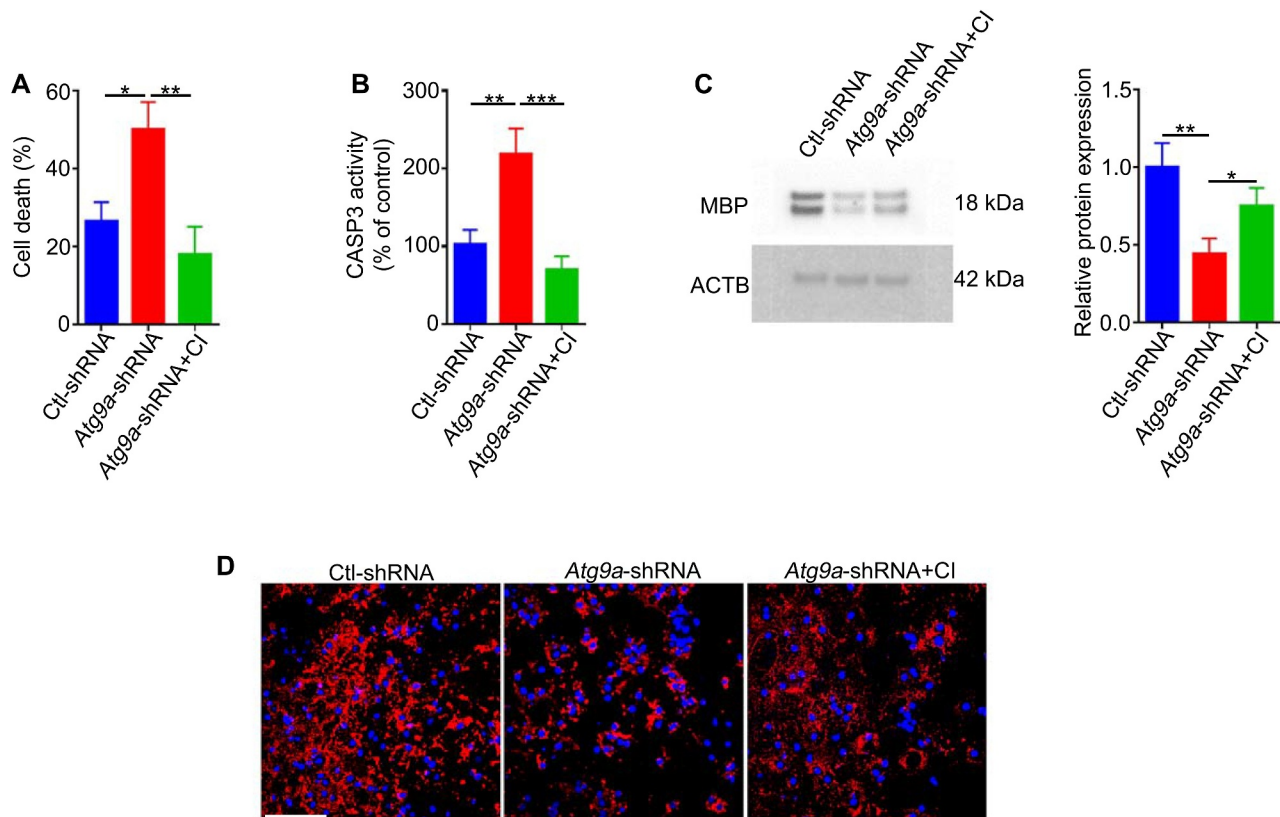 A
Cell death (%)
60
40
20
0
* **
Ctl-shRNA
Atg9a-shRNA
Atg9a-shRNA+CI
B
CASP3 activity
(% of control)
300
200
100
0
** ***
Ctl-shRNA
Atg9a-shRNA
Atg9a-shRNA+CI
C
Ctl-shRNA
Atg9a-shRNA
Atg9a-shRNA+CI
MBP
18 kDa
ACTB
42 kDa
Relative protein expression
1.5
1.0
0.5
0.0
**
*
Ctl-shRNA
Atg9a-shRNA
Atg9a-shRNA+CI
D
Ctl-shRNA
Atg9a-shRNA
Atg9a-shRNA+CI